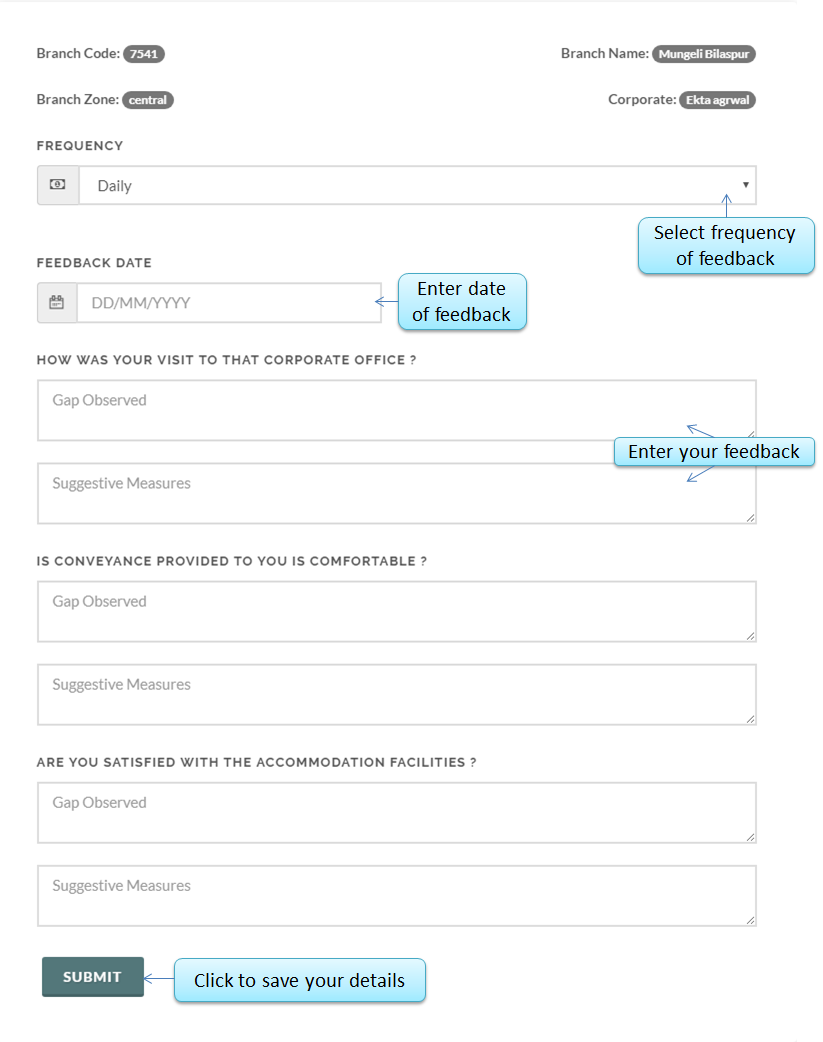 Branch Code: 7541
Branch Name: Mungeli Bilaspur
Branch Zone: central
Corporate: Ekta agrwal
FREQUENCY
Daily
Select frequency
of feedback
FEEDBACK DATE
DD/MM/YYYY
Enter date
of feedback
HOW WAS YOUR VISIT TO THAT CORPORATE OFFICE ?
Gap Observed
Enter your feedback
Suggestive Measures
IS CONVEYANCE PROVIDED TO YOU IS COMFORTABLE ?
Gap Observed
Suggestive Measures
ARE YOU SATISFIED WITH THE ACCOMMODATION FACILITIES ?
Gap Observed
Suggestive Measures
SUBMIT
Click to save your details